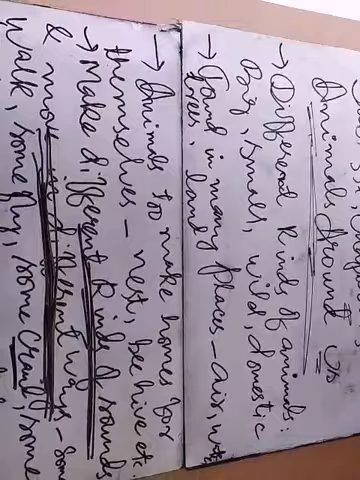 Animals Around Us
→ Different Kinds of animals:
Big, small, wild, domestic
→ Found in many places - air, water
trees, land
→ Animals too make homes for
themselves - nest, beehive etc.
→ Make different kinds of sounds
& move in different ways - some
walk, some fly, some crawl, some